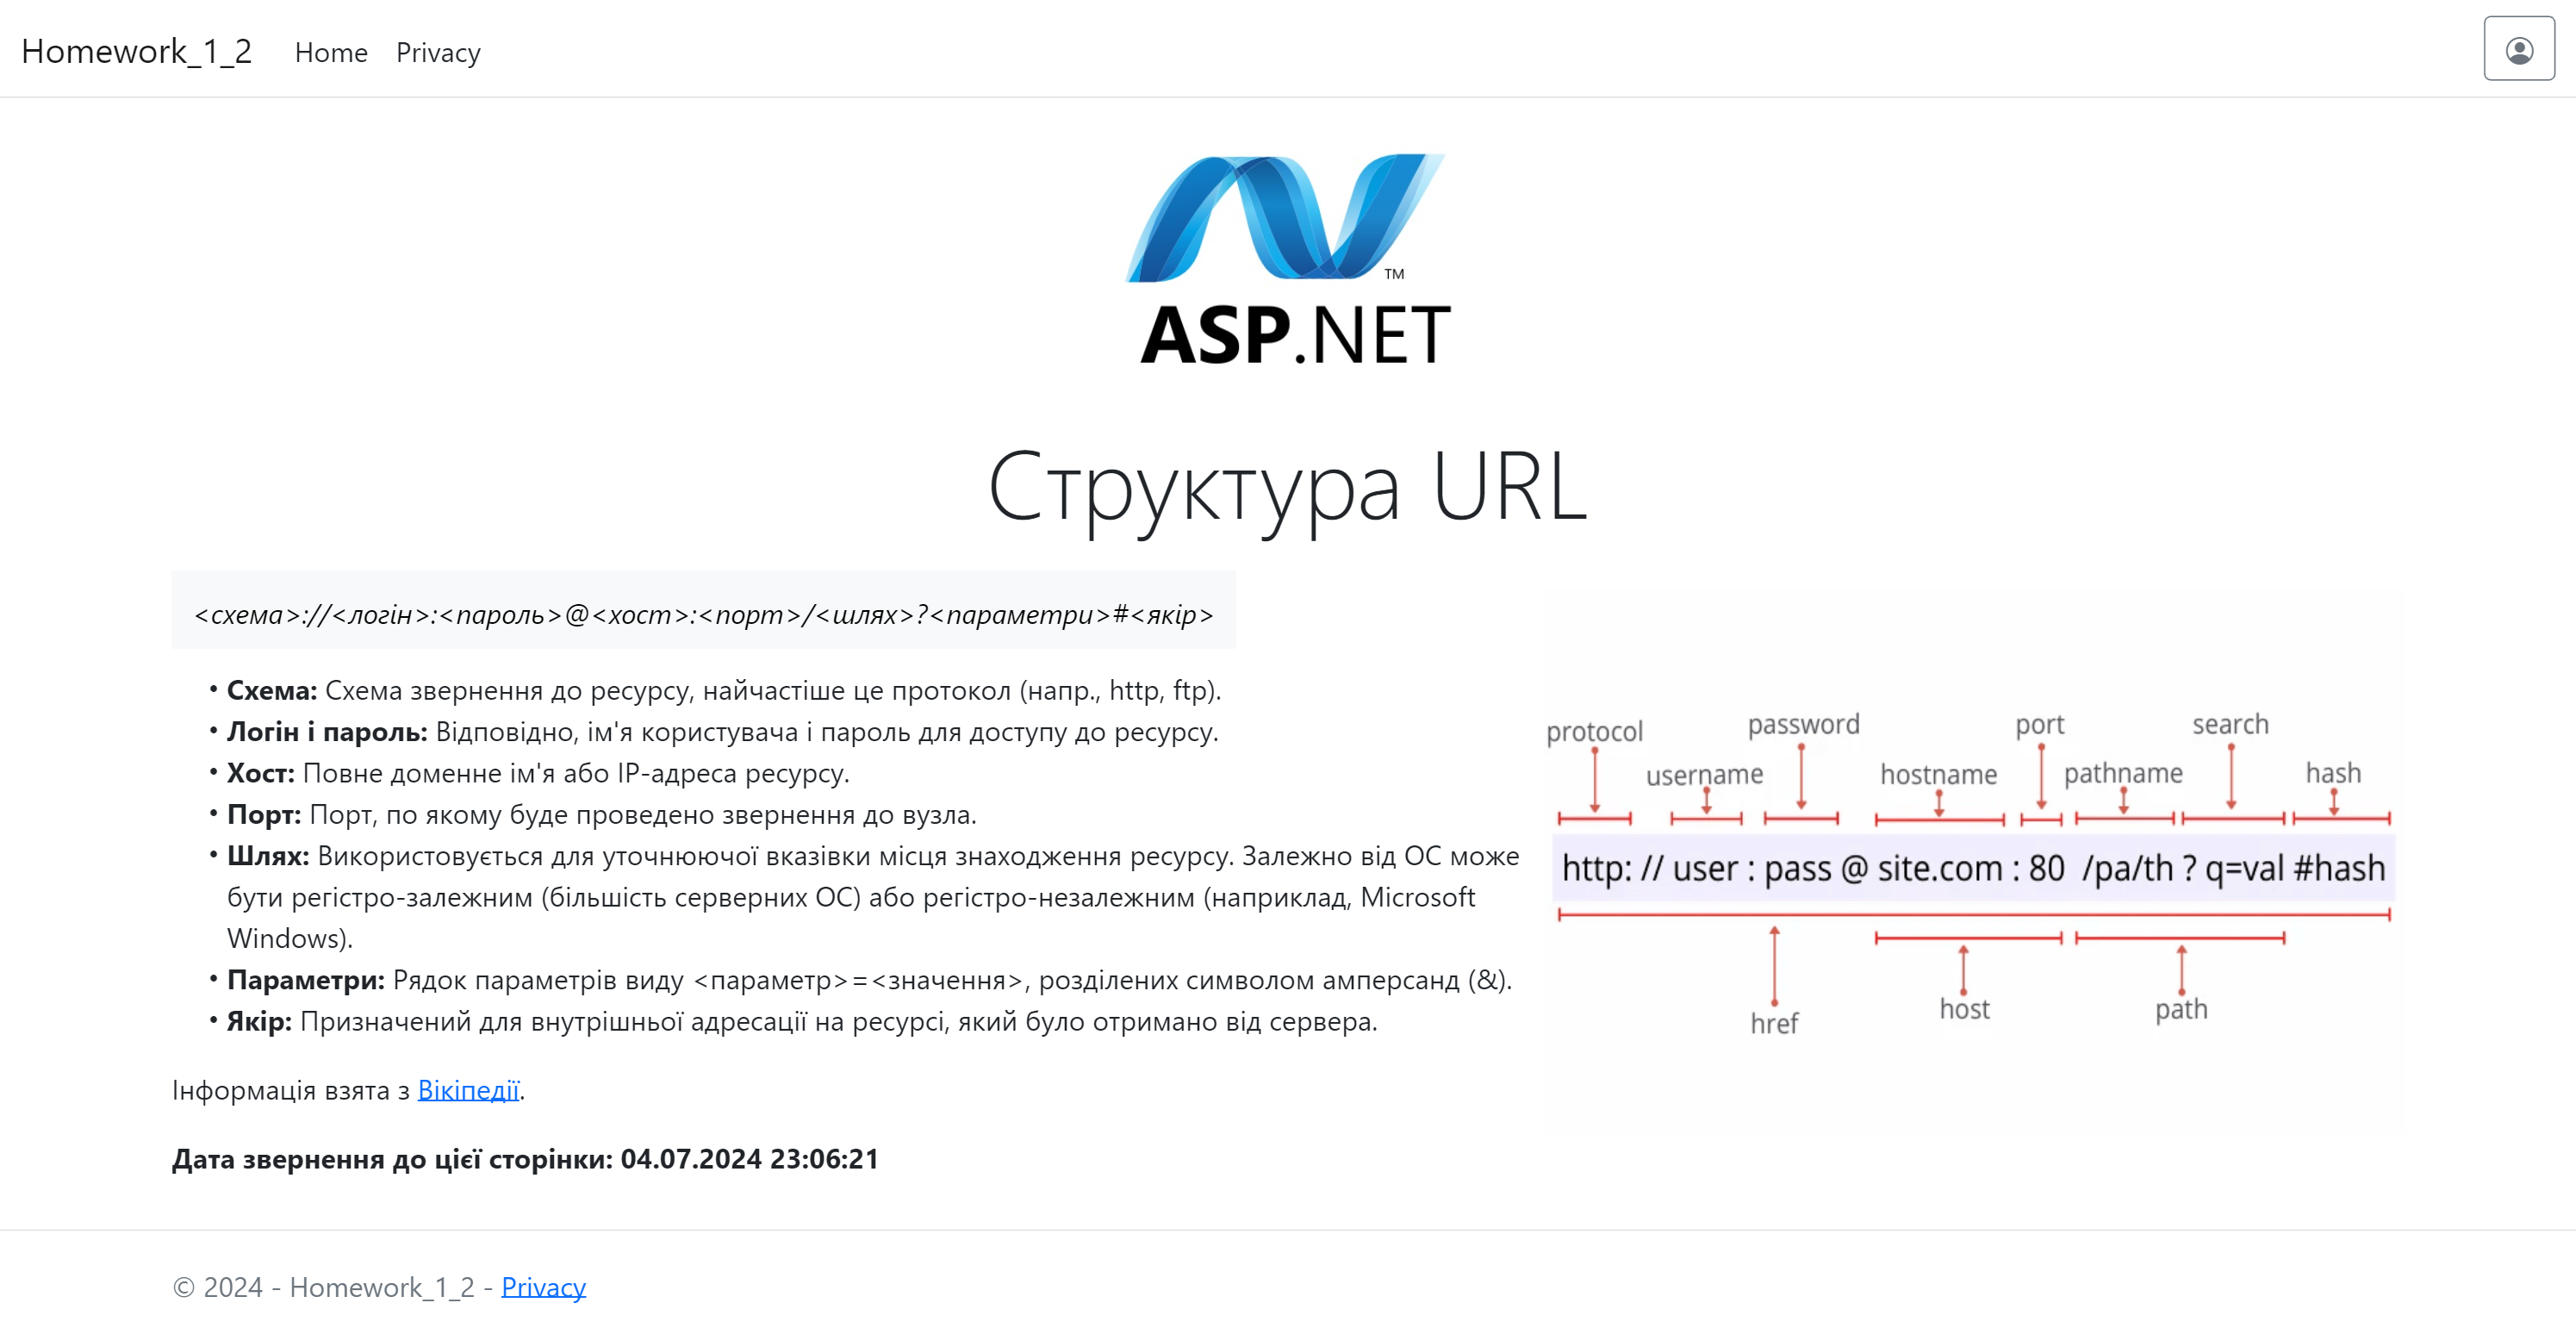 Homework_1_2 Home Privacy
TM
ASP.NET
Структура URL
<схема>://<логін>:<пароль>@<хост>:<порт>/<шлях>?<параметри>#<якір>
• Схема: Схема звернення до ресурсу, найчастіше це протокол (напр., http, ftp).
• Логін і пароль: Відповідно, ім'я користувача і пароль для доступу до ресурсу.
• Хост: Повне доменне ім'я або IP-адреса ресурсу.
• Порт: Порт, по якому буде проведено звернення до вузла.
• Шлях: Використовується для уточнюючої вказівки місця знаходження ресурсу. Залежно від ОС може
бути регістро-залежним (більшість серверних ОС) або регістро-незалежним (наприклад, Microsoft
Windows).
• Параметри: Рядок параметрів виду <параметр>=<значення>, розділених символом амперсанд (&).
• Якір: Призначений для внутрішньої адресації на ресурсі, який було отримано від сервера.
protocol password port search
username hostname pathname hash
http: // user : pass @ site.com : 80 /pa/th ? q=val #hash
href host path
Інформація взята з Вікіпедії.
Дата звернення до цієї сторінки: 04.07.2024 23:06:21
© 2024 - Homework_1_2 - Privacy